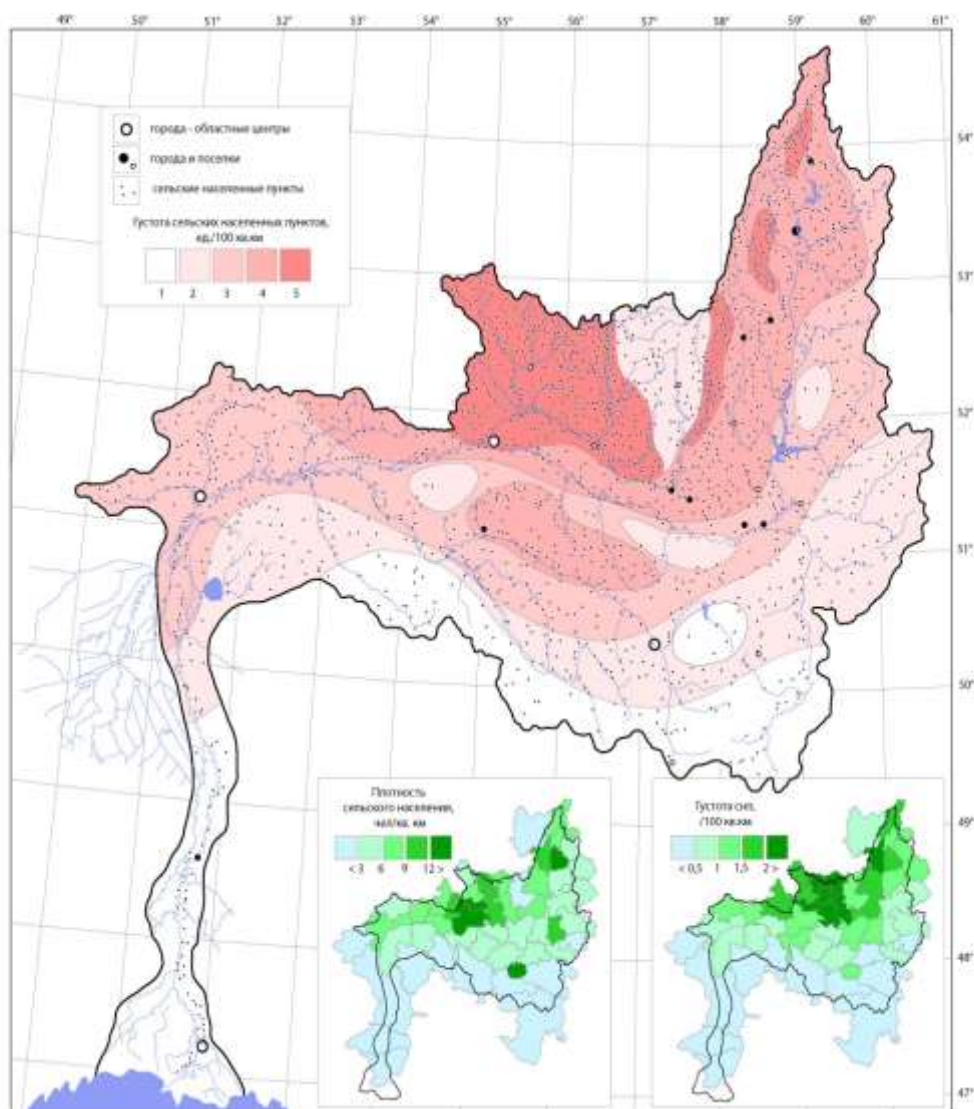 49° 50° 51° 52° 53° 54° 55° 56° 57° 58° 59° 60° 61°
города - областные центры
города и поселки
сельские населенные пункты
Густота сельских населенных пунктов,
ед./100 кв.км
1 2 3 4 5
54°
53°
52°
51°
50°
49°
48°
47°
Плотность
сельского населения,
чел/кв. км
< 3 6 9 12 >
Густота снп,
/100 кв.км
< 0,5 1 1,5 2 >